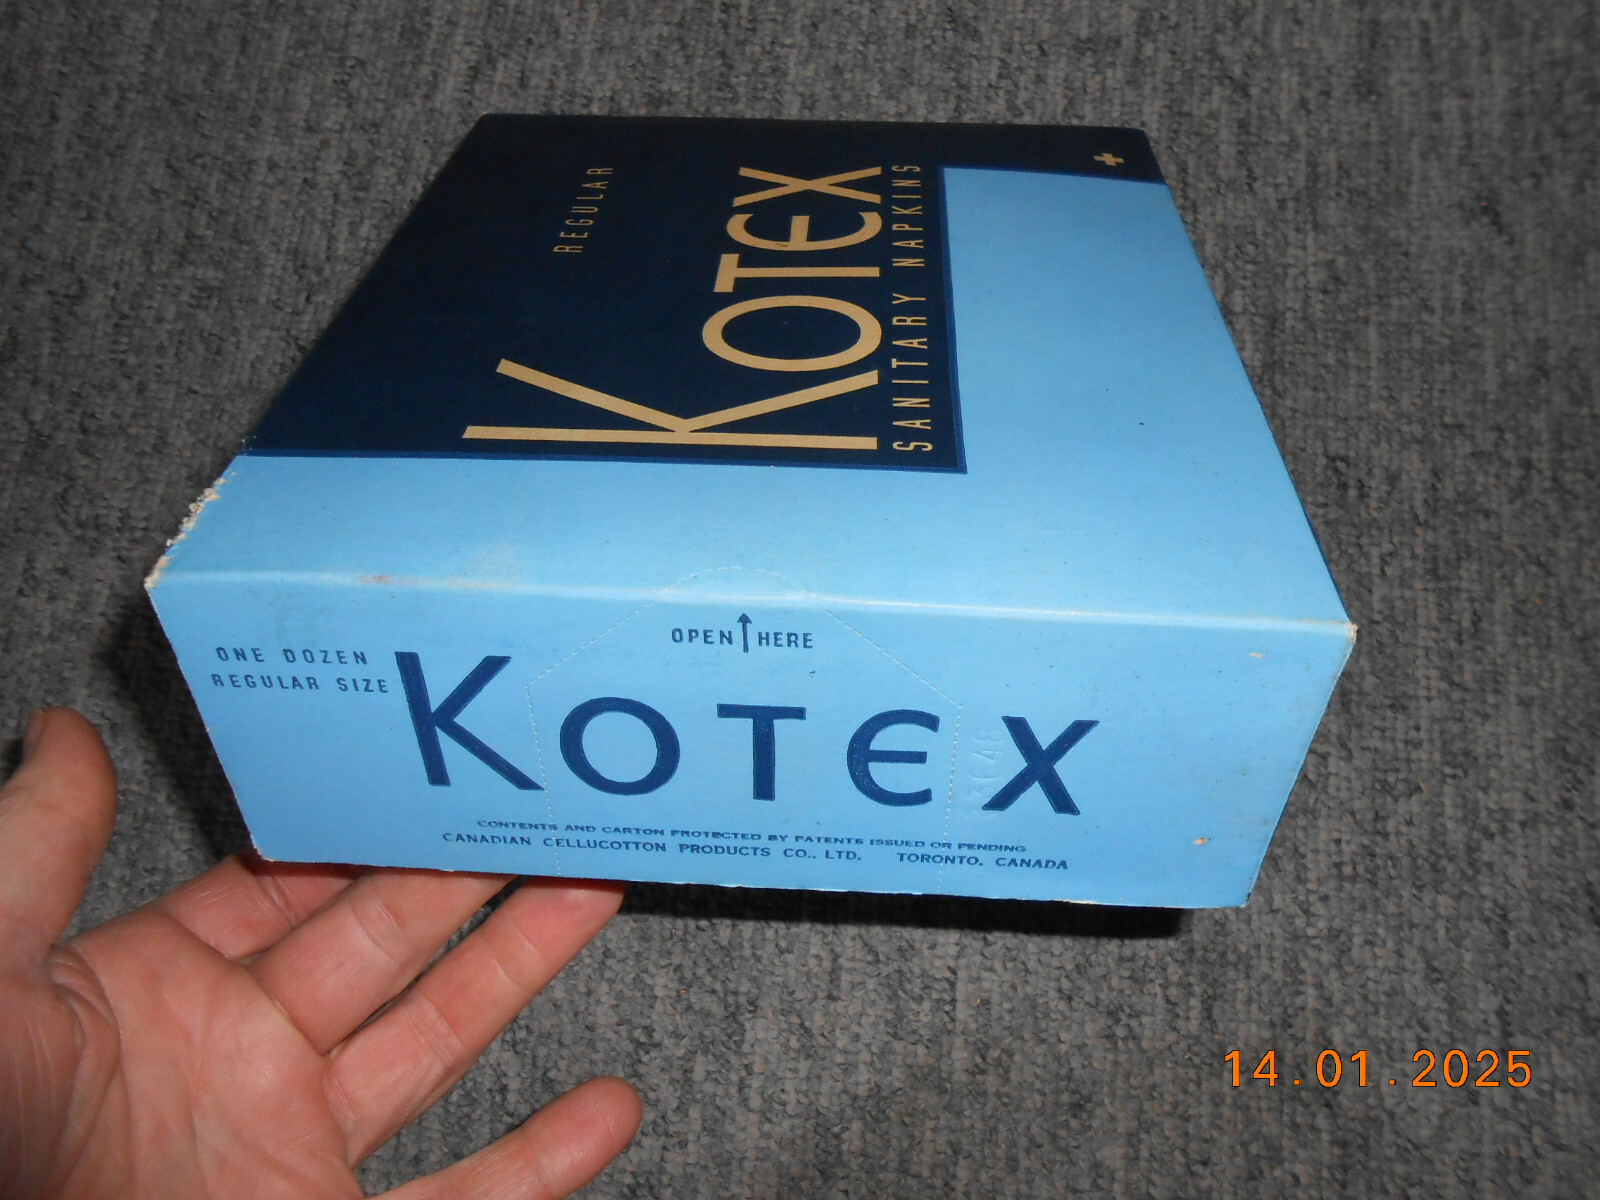 REGULAR
KOTEX
SANITARY NAPKINS
OPEN HERE
ONE DOZEN
REGULAR SIZE
KOTEX
CONTENTS AND CARTON PROTECTED BY PATENTS ISSUED OR PENDING
CANADIAN CELLUCOTTON PRODUCTS CO., LTD. TORONTO, CANADA
14.01.2025